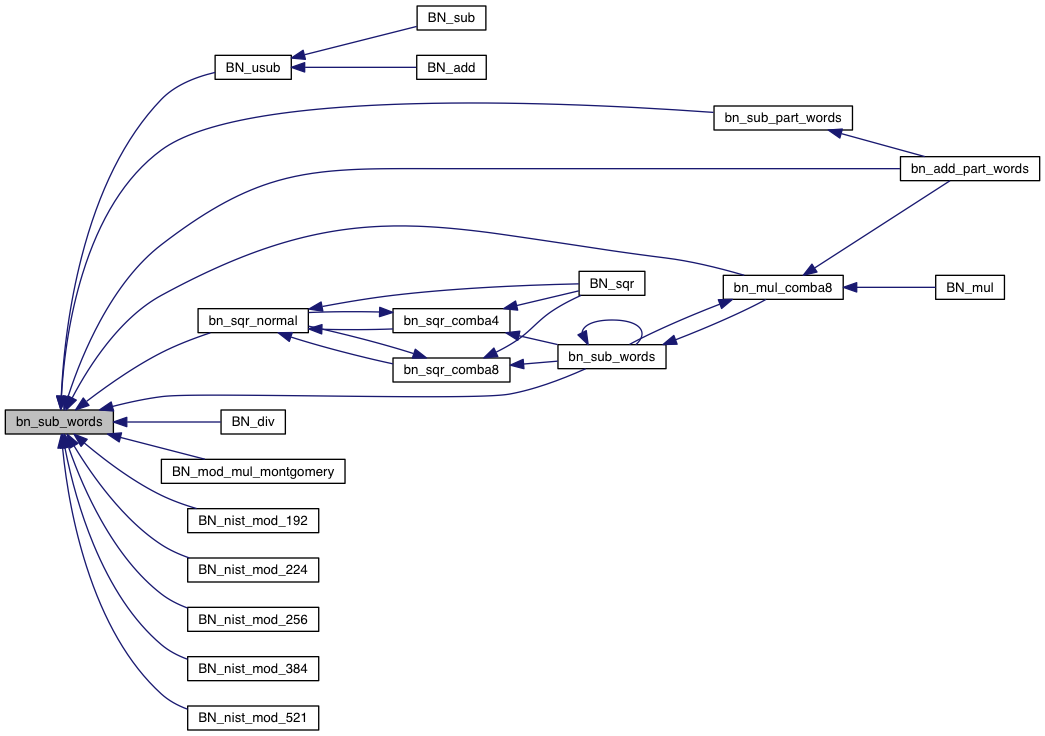 BN_sub
BN_usub
BN_add
bn_sub_part_words
bn_add_part_words
BN_sqr
bn_mul_comba8
BN_mul
bn_sqr_normal
bn_sqr_comba4
bn_sub_words
bn_sqr_comba8
bn_sub_words
BN_div
BN_mod_mul_montgomery
BN_nist_mod_192
BN_nist_mod_224
BN_nist_mod_256
BN_nist_mod_384
BN_nist_mod_521